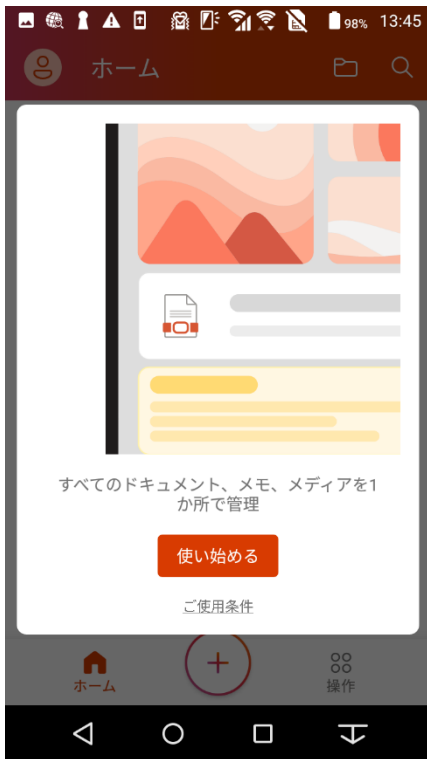 98% 13:45
ホーム
すべてのドキュメント、メモ、メディアを1
か所で管理
使い始める
ご使用条件
ホーム
操作